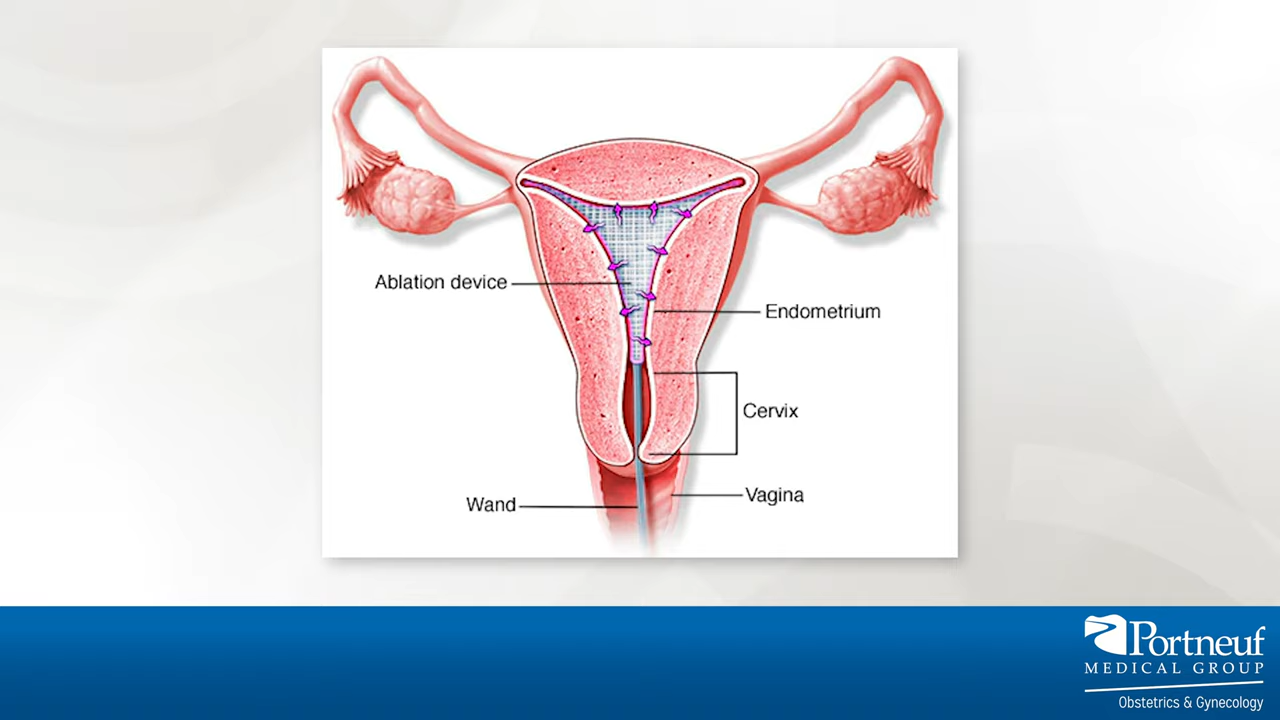 Ablation device
Endometrium
Cervix
Wand
Vagina
Portneuf
MEDICAL GROUP
Obstetrics & Gynecology